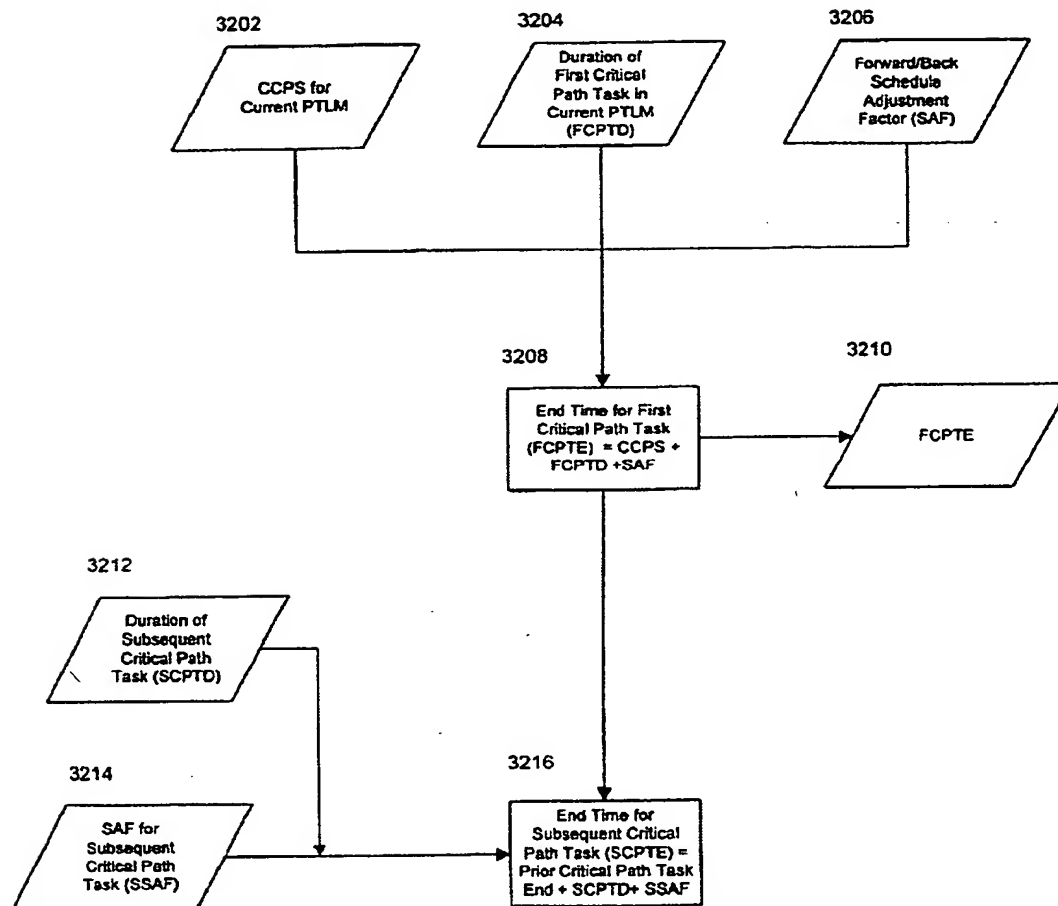 3202
3204
3206
CCPS for
Current PTLM
Duration of
First Critical
Path Task in
Current PTLM
(FCPTD)
Forward/Back
Schedule
Adjustment
Factor (SAF)
3208
3210
End Time for First
Critical Path Task
(FCPTE) = CCPS +
FCPTD +SAF
FCPTE
3212
Duration of
Subsequent
Critical Path
Task (SCPTD)
3214
3216
SAF for
Subsequent
Critical Path
Task (SSAF)
End Time for
Subsequent Critical
Path Task (SCPTE) =
Prior Critical Path Task
End + SCPTD+ SSAF